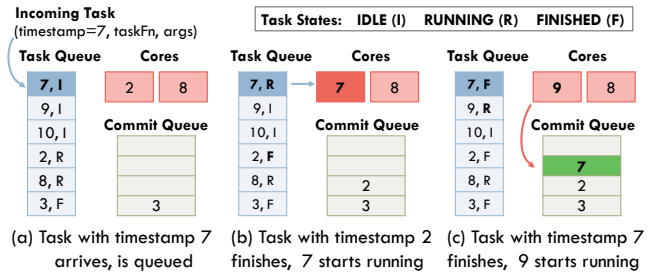 Incoming Task
(timestamp=7, taskFn, args)
Task States: IDLE (I) RUNNING (R) FINISHED (F)
Task Queue
Cores
7, I
9, I
10, I
2, R
8, R
3, F
2
8
Commit Queue
3
(a) Task with timestamp 7
arrives, is queued
Task Queue
Cores
7, R
9, I
10, I
2, F
8, R
3, F
7
8
Commit Queue
2
3
(b) Task with timestamp 2
finishes, 7 starts running
Task Queue
Cores
7, F
9, R
10, I
2, F
8, R
3, F
9
8
Commit Queue
7
2
3
(c) Task with timestamp 7
finishes, 9 starts running